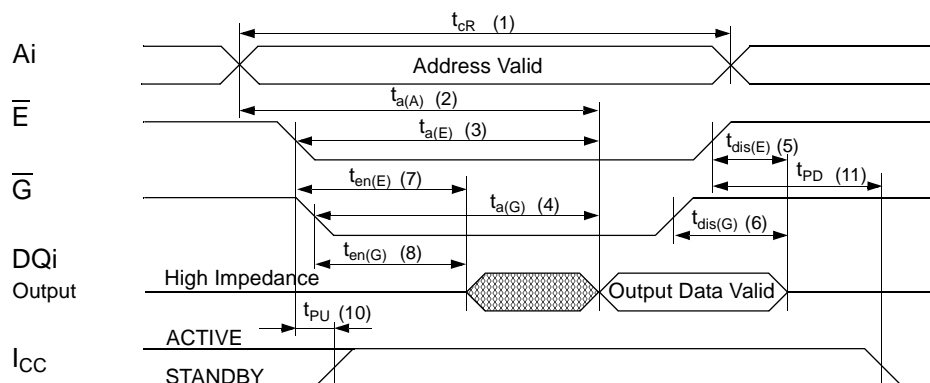 tcR (1)
Ai
Address Valid
ta(A) (2)
E
ta(E) (3)
tdis(E) (5)
ten(E) (7)
tPD (11)
G
ta(G) (4)
tdis(G) (6)
ten(G) (8)
DQi
Output
High Impedance
Output Data Valid
tPU (10)
ACTIVE
ICC
STANDBY